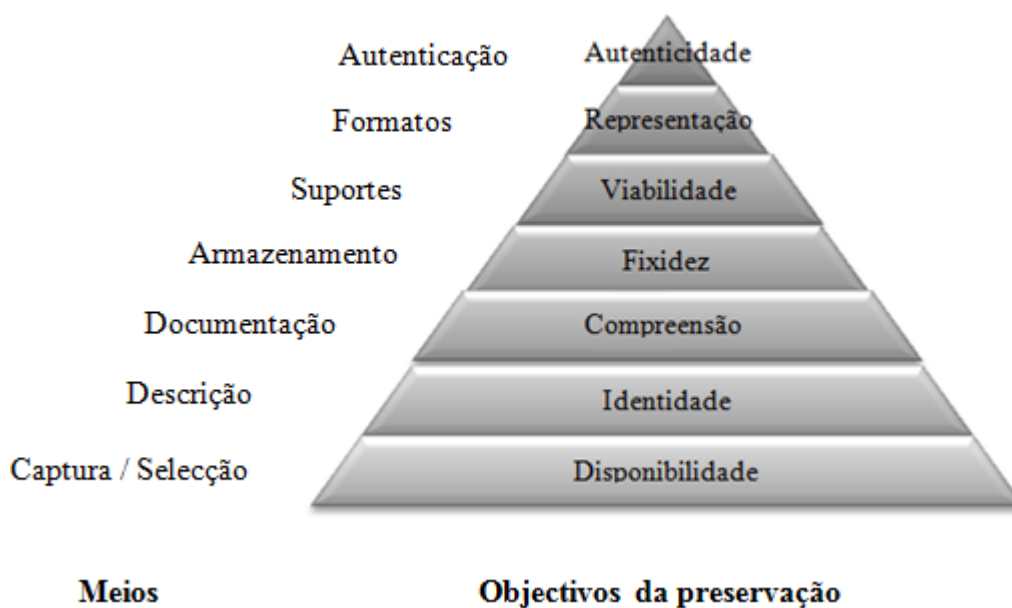 Autenticação Autenticidade
Formatos Representação
Suportes Viabilidade
Armazenamento Fixidez
Documentação Compreensão
Descrição Identidade
Captura / Selecção Disponibilidade
Meios Objectivos da preservação